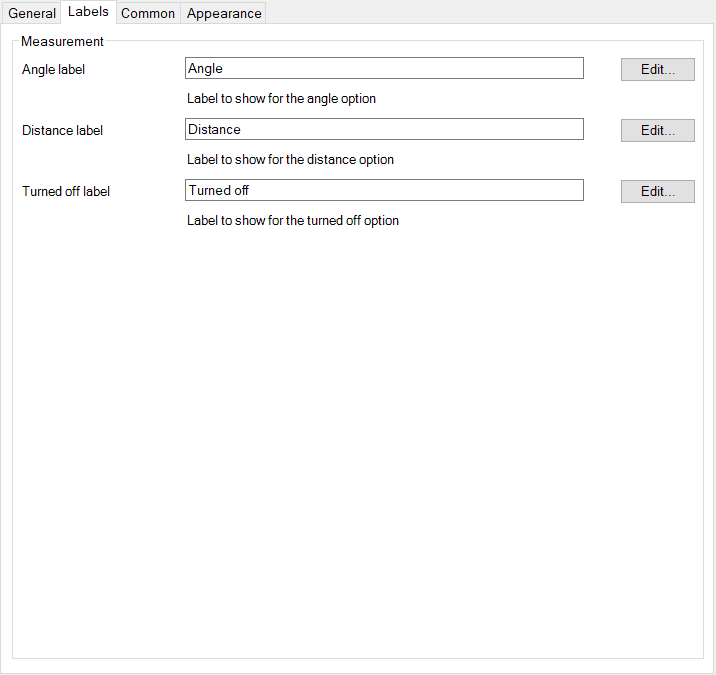 General Labels Common Appearance
Measurement
Angle label Angle Edit...
Label to show for the angle option
Distance label Distance Edit...
Label to show for the distance option
Turned off label Turned off Edit...
Label to show for the turned off option